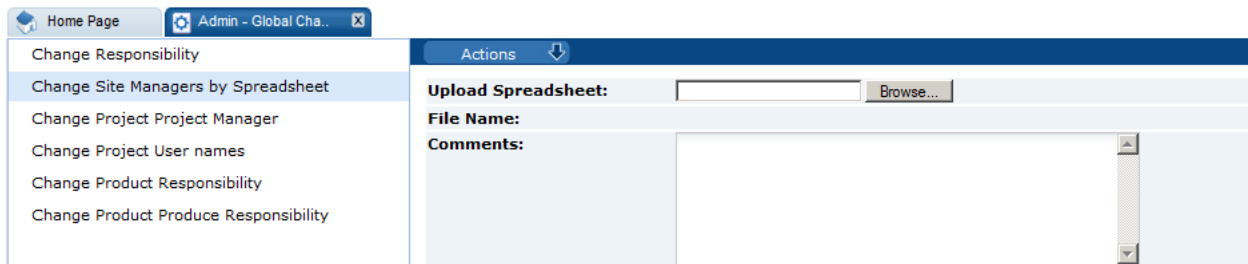 Home Page
Admin - Global Cha..
Change Responsibility
Change Site Managers by Spreadsheet
Change Project Project Manager
Change Project User names
Change Product Responsibility
Change Product Produce Responsibility
Actions
Upload Spreadsheet:
Browse...
File Name:
Comments: